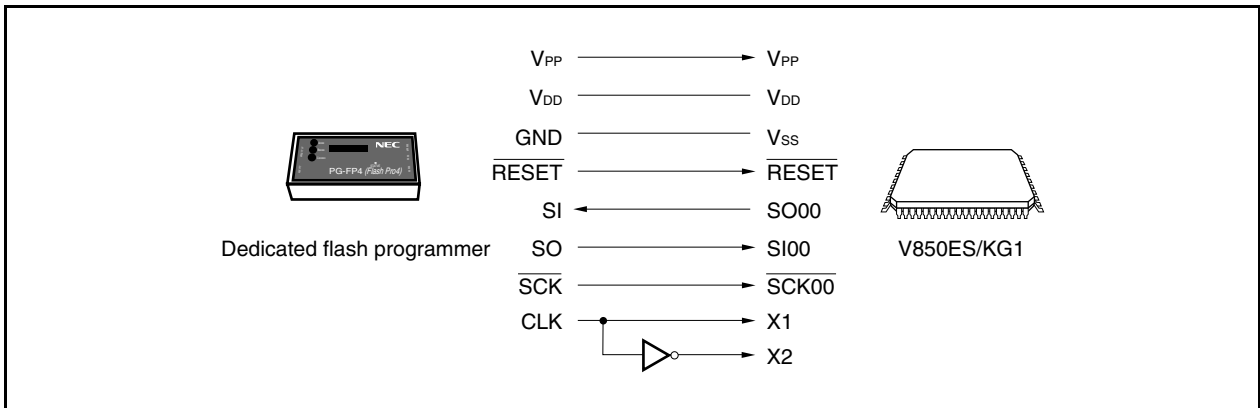 VPP VPP
VDD VDD
GND VSS
RESET RESET
SI SO00
SO SI00
SCK SCK00
CLK X1
X2
NEC
PG-FP4 (Flash Pro4)
Dedicated flash programmer
V850ES/KG1